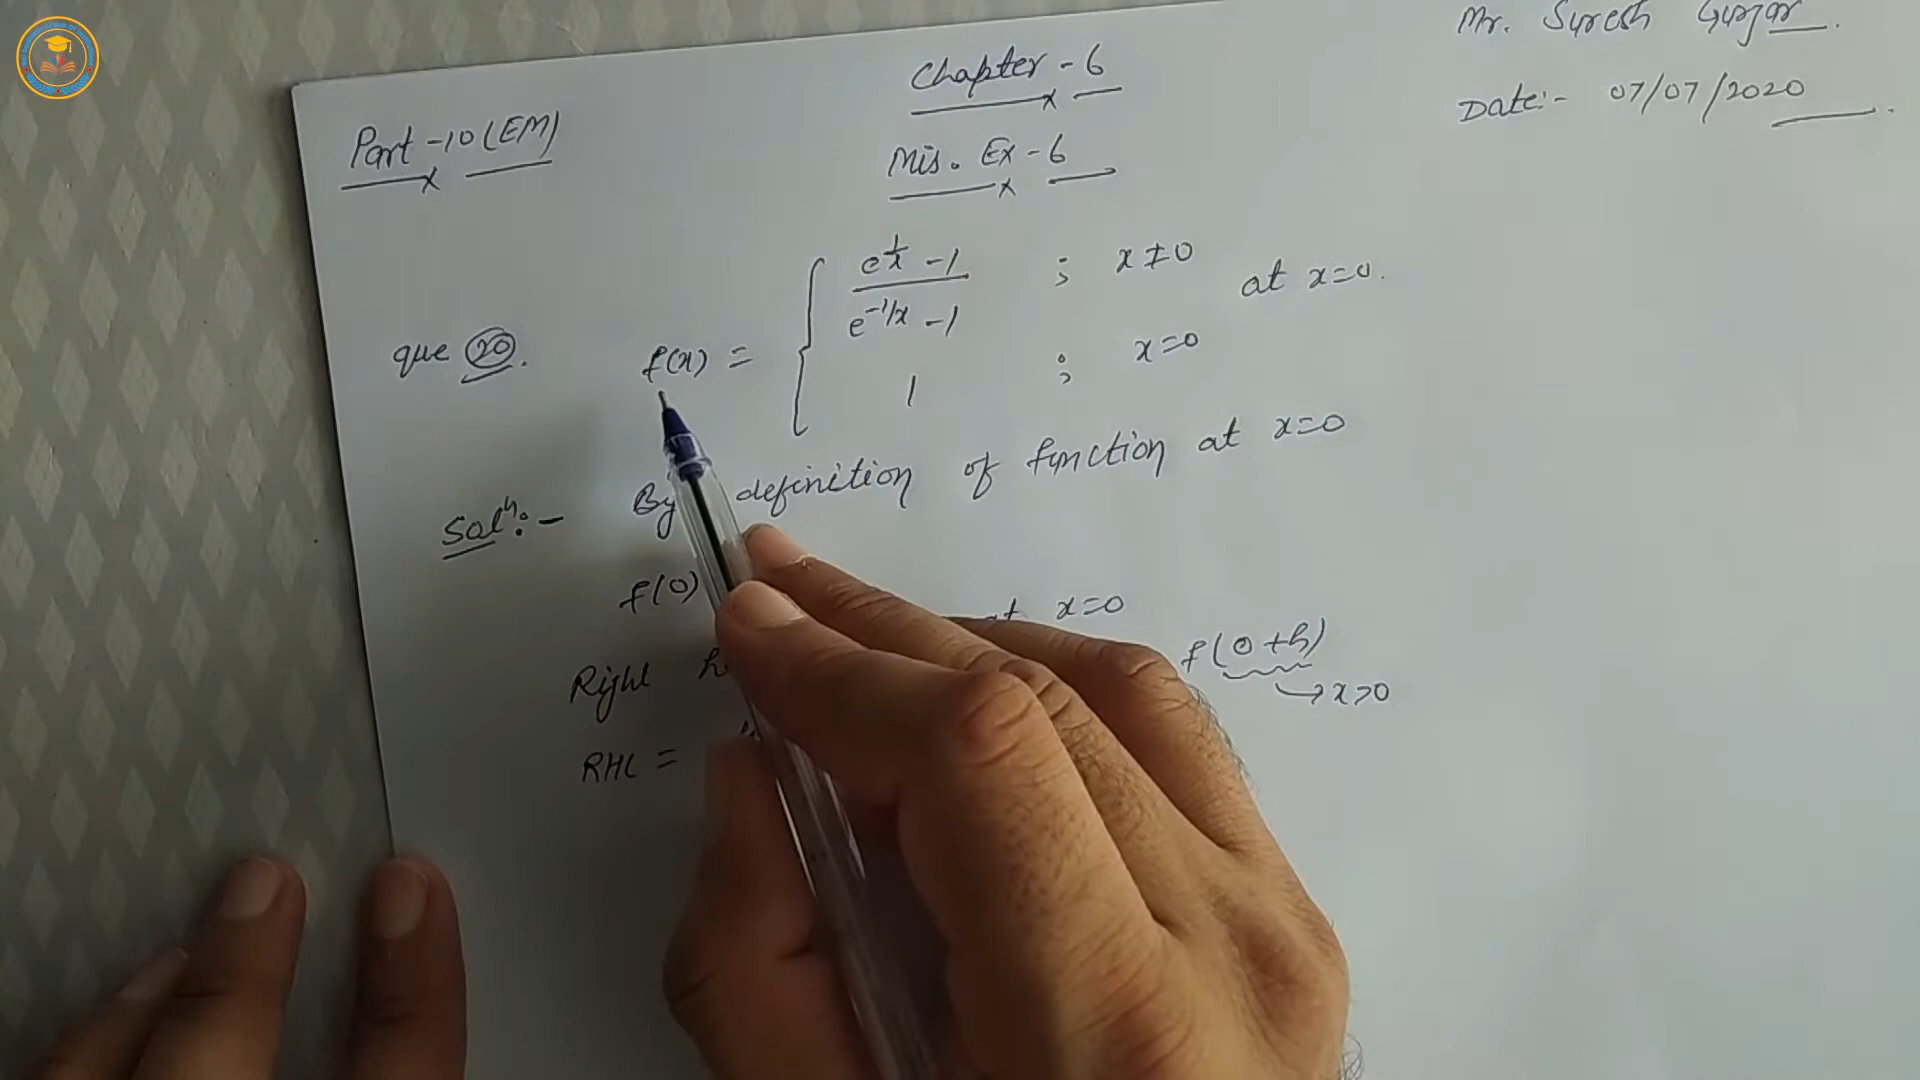 Mr. Suresh Gurjar.
Date:- 07/07/2020
Chapter-6
Part-10(EM)
Mis. Ex-6
que 20. f(x) = { (e^(1/x) - 1)/(e^(-1/x) - 1) ; x≠0
1 ; x=0
at x=0.
Solⁿ:- By definition of function at x=0
f(0)
Right at x=0
RHL = f(0+h)
→ x>0